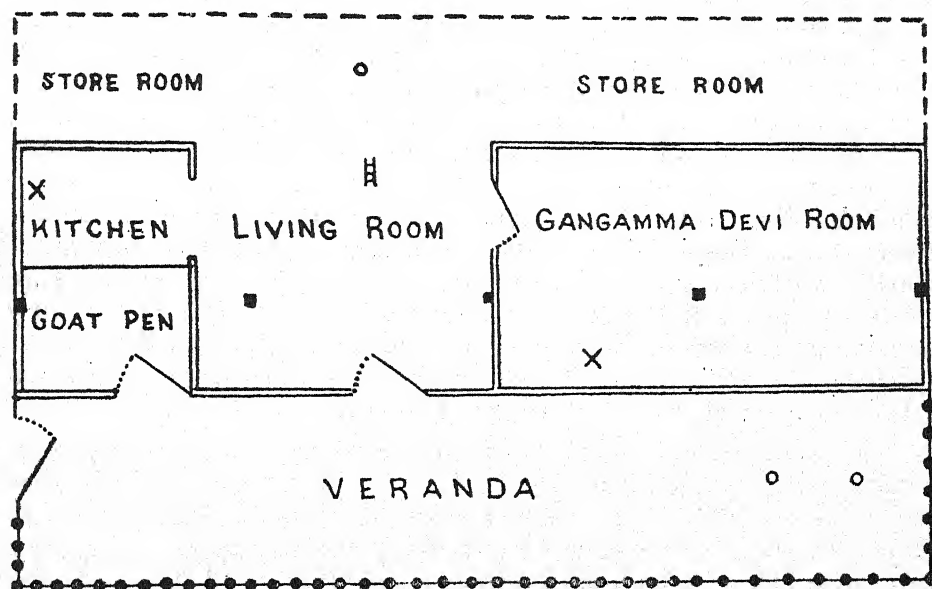 STORE ROOM
STORE ROOM
KITCHEN
LIVING ROOM
GANGAMMA DEVI ROOM
GOAT PEN
VERANDA